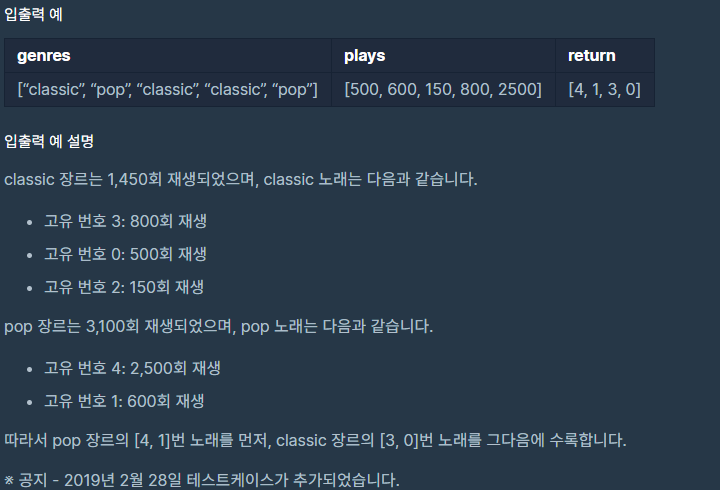 입출력 예
genres plays return
[“classic”, “pop”, “classic”, “classic”, “pop”] [500, 600, 150, 800, 2500] [4, 1, 3, 0]
입출력 예 설명
classic 장르는 1,450회 재생되었으며, classic 노래는 다음과 같습니다.
• 고유 번호 3: 800회 재생
• 고유 번호 0: 500회 재생
• 고유 번호 2: 150회 재생
pop 장르는 3,100회 재생되었으며, pop 노래는 다음과 같습니다.
• 고유 번호 4: 2,500회 재생
• 고유 번호 1: 600회 재생
따라서 pop 장르의 [4, 1]번 노래를 먼저, classic 장르의 [3, 0]번 노래를 그다음에 수록합니다.
※ 공지 - 2019년 2월 28일 테스트케이스가 추가되었습니다.